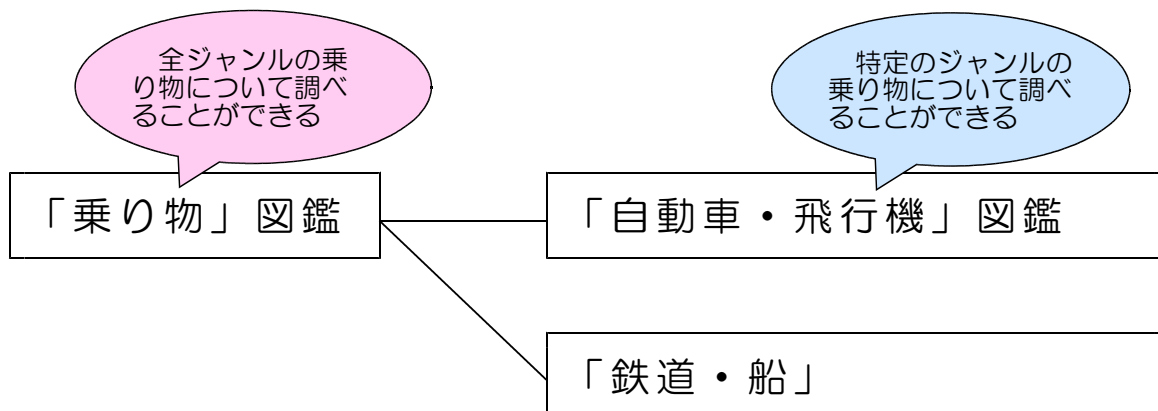 全ジャンルの乗
り物について調べ
ることができる
特定のジャンルの
乗り物について調べ
ることができる
「乗り物」図鑑
「自動車・飛行機」図鑑
「鉄道・船」